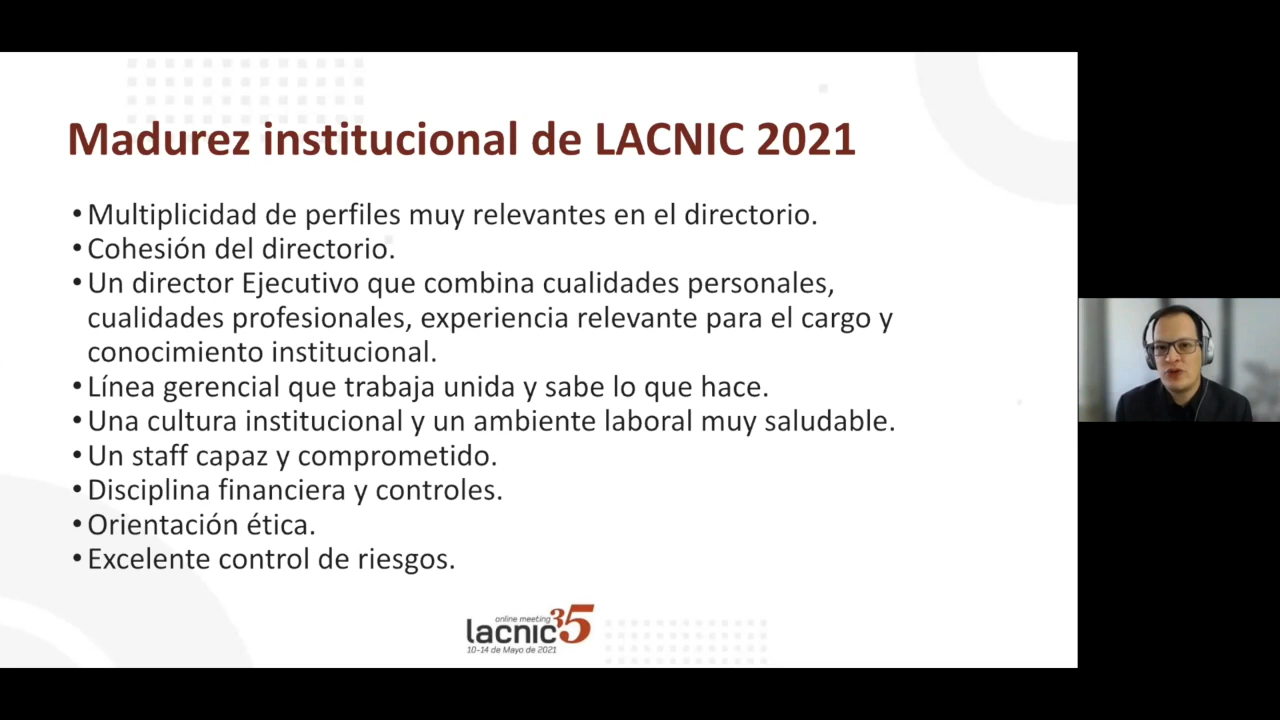 Madurez institucional de LACNIC 2021
• Multiplicidad de perfiles muy relevantes en el directorio.
• Cohesión del directorio.
• Un director Ejecutivo que combina cualidades personales,
cualidades profesionales, experiencia relevante para el cargo y
conocimiento institucional.
• Línea gerencial que trabaja unida y sabe lo que hace.
• Una cultura institucional y un ambiente laboral muy saludable.
• Un staff capaz y comprometido.
• Disciplina financiera y controles.
• Orientación ética.
• Excelente control de riesgos.
online meeting
lacnic35
10-14 de Mayo de 2021